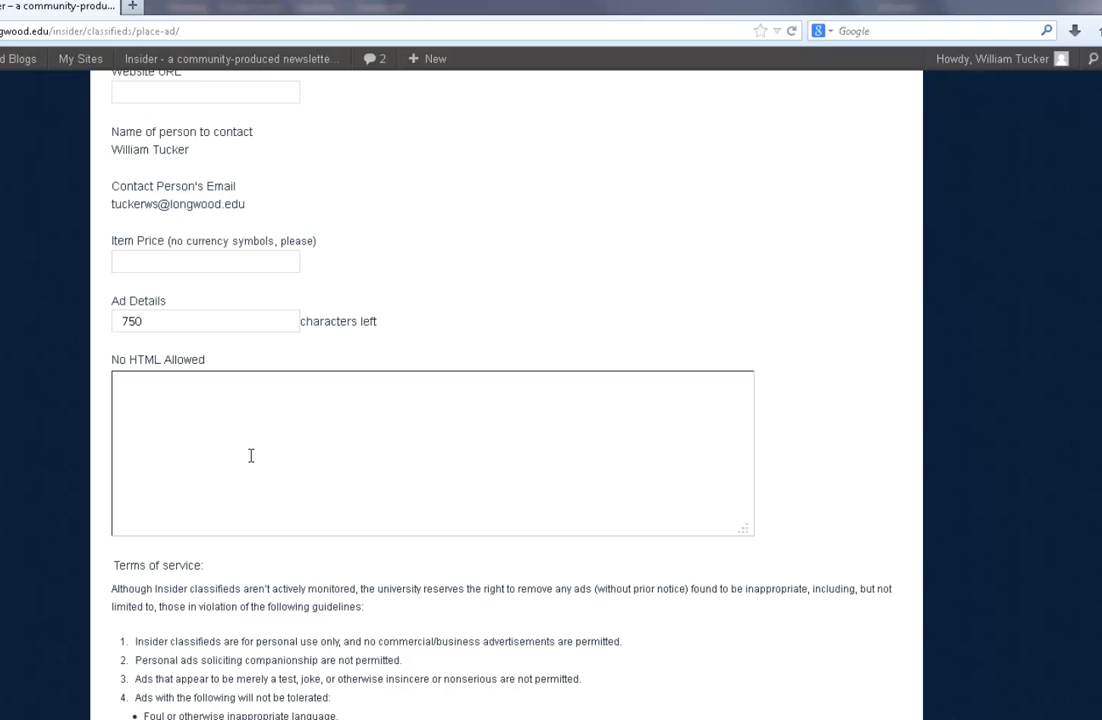 er – a community-produ... +
gwood.edu/insider/classifieds/place-ad/
Google
d Blogs My Sites Insider - a community-produced newslette... 2 + New Howdy, William Tucker
Website URL
Name of person to contact
William Tucker
Contact Person's Email
tuckerws@longwood.edu
Item Price (no currency symbols, please)
Ad Details
750 characters left
No HTML Allowed
Terms of service:
Although Insider classifieds aren't actively monitored, the university reserves the right to remove any ads (without prior notice) found to be inappropriate, including, but not
limited to, those in violation of the following guidelines:
1. Insider classifieds are for personal use only, and no commercial/business advertisements are permitted.
2. Personal ads soliciting companionship are not permitted.
3. Ads that appear to be merely a test, joke, or otherwise insincere or nonserious are not permitted.
4. Ads with the following will not be tolerated:
• Foul or otherwise inappropriate language.